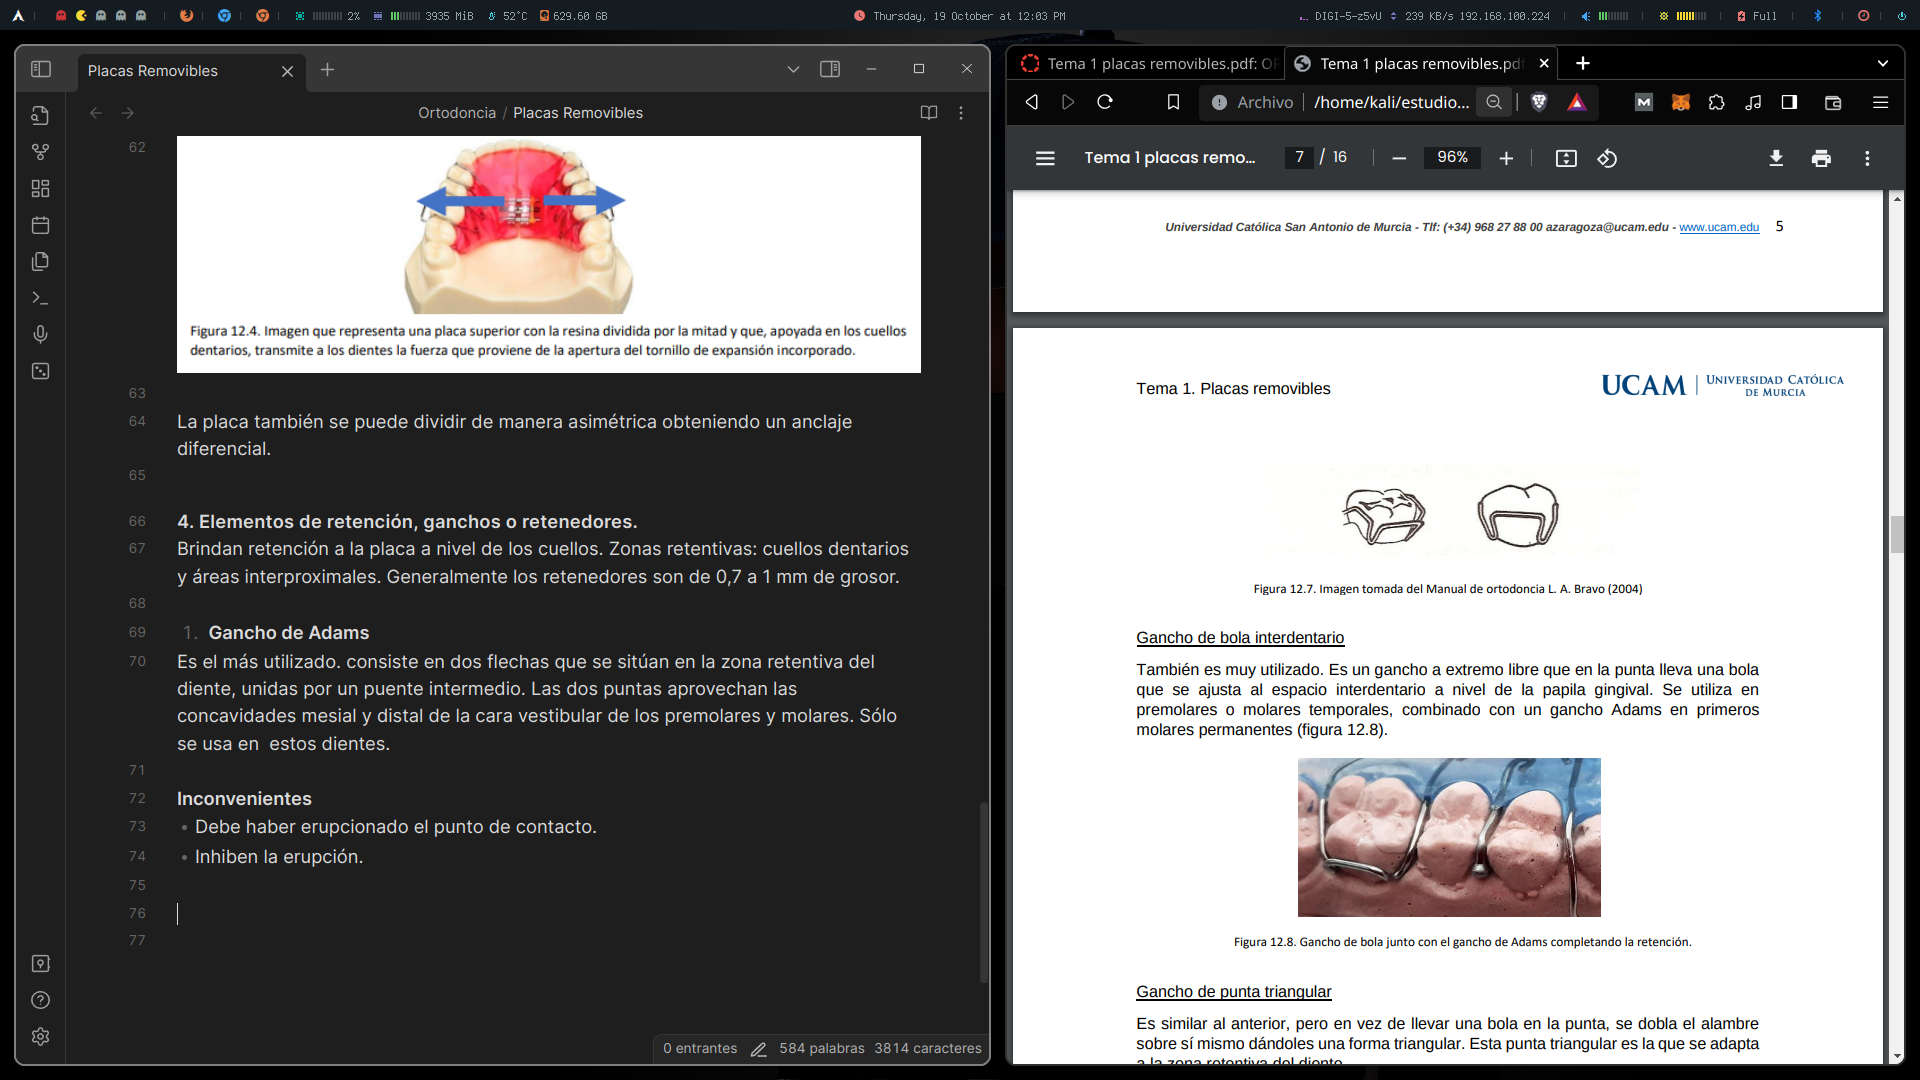 2%
3935 MiB
52°C
629.60 GB
Thursday, 19 October at 12:03 PM
DIGI-5-z5vU
239 KB/s 192.168.100.224
Full
Placas Removibles
Ortodoncia / Placas Removibles
62
Figura 12.4. Imagen que representa una placa superior con la resina dividida por la mitad y que, apoyada en los cuellos
dentarios, transmite a los dientes la fuerza que proviene de la apertura del tornillo de expansión incorporado.
63
64 La placa también se puede dividir de manera asimétrica obteniendo un anclaje
diferencial.
65
66 4. Elementos de retención, ganchos o retenedores.
67 Brindan retención a la placa a nivel de los cuellos. Zonas retentivas: cuellos dentarios
y áreas interproximales. Generalmente los retenedores son de 0,7 a 1 mm de grosor.
68
69 1. Gancho de Adams
70 Es el más utilizado. consiste en dos flechas que se sitúan en la zona retentiva del
diente, unidas por un puente intermedio. Las dos puntas aprovechan las
concavidades mesial y distal de la cara vestibular de los premolares y molares. Sólo
se usa en  estos dientes.
71
72 Inconvenientes
73 • Debe haber erupcionado el punto de contacto.
74 • Inhiben la erupción.
75
76
77
0 entrantes 584 palabras 3814 caracteres
Tema 1 placas removibles.pdf: O
Tema 1 placas removibles.pdf
Archivo /home/kali/estudio...
Tema 1 placas remo...
7 / 16
96%
Universidad Católica San Antonio de Murcia - Tlf: (+34) 968 27 88 00 azaragoza@ucam.edu - www.ucam.edu 5
Tema 1. Placas removibles
UCAM | UNIVERSIDAD CATÓLICA
DE MURCIA
Figura 12.7. Imagen tomada del Manual de ortodoncia L. A. Bravo (2004)
Gancho de bola interdentario
También es muy utilizado. Es un gancho a extremo libre que en la punta lleva una bola
que se ajusta al espacio interdentario a nivel de la papila gingival. Se utiliza en
premolares o molares temporales, combinado con un gancho Adams en primeros
molares permanentes (figura 12.8).
Figura 12.8. Gancho de bola junto con el gancho de Adams completando la retención.
Gancho de punta triangular
Es similar al anterior, pero en vez de llevar una bola en la punta, se dobla el alambre
sobre sí mismo dándoles una forma triangular. Esta punta triangular es la que se adapta
a la zona retentiva del diente